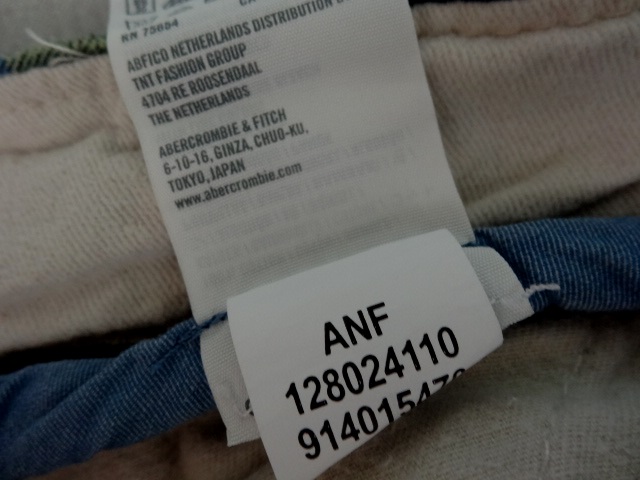 RN 75654
ABFICO NETHERLANDS DISTRIBUTION
TNT FASHION GROUP
4704 RE ROOSENDAAL
THE NETHERLANDS
ABERCROMBIE & FITCH
6-10-16, GINZA, CHUO-KU,
TOKYO, JAPAN
www.abercrombie.com
ANF
128024110
914015473